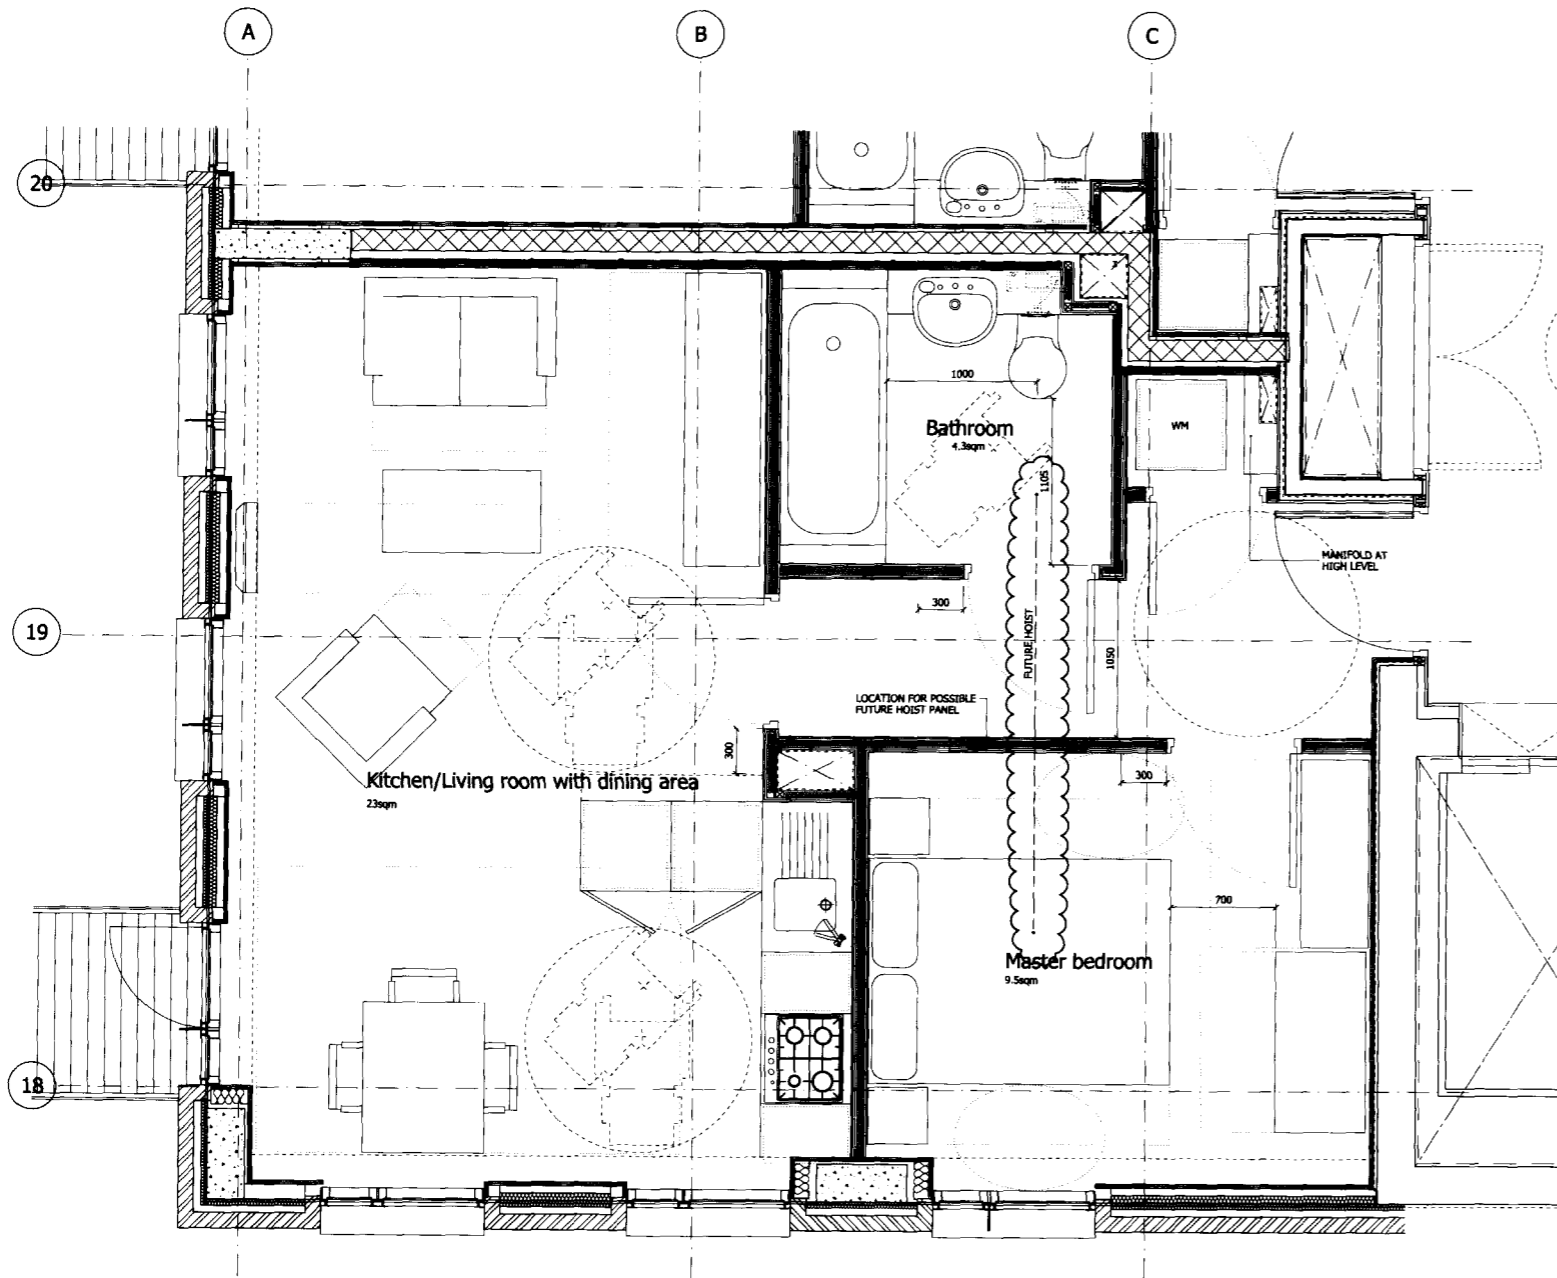 A
B
C
20
1000
Bathroom
4.3sqm
WM
1105
MANIFOLD AT
HIGH LEVEL
300
19
FUTURE HOIST
1050
LOCATION FOR POSSIBLE
FUTURE HOIST PANEL
300
Kitchen/Living room with dining area
23sqm
300
700
Master bedroom
9.5sqm
18